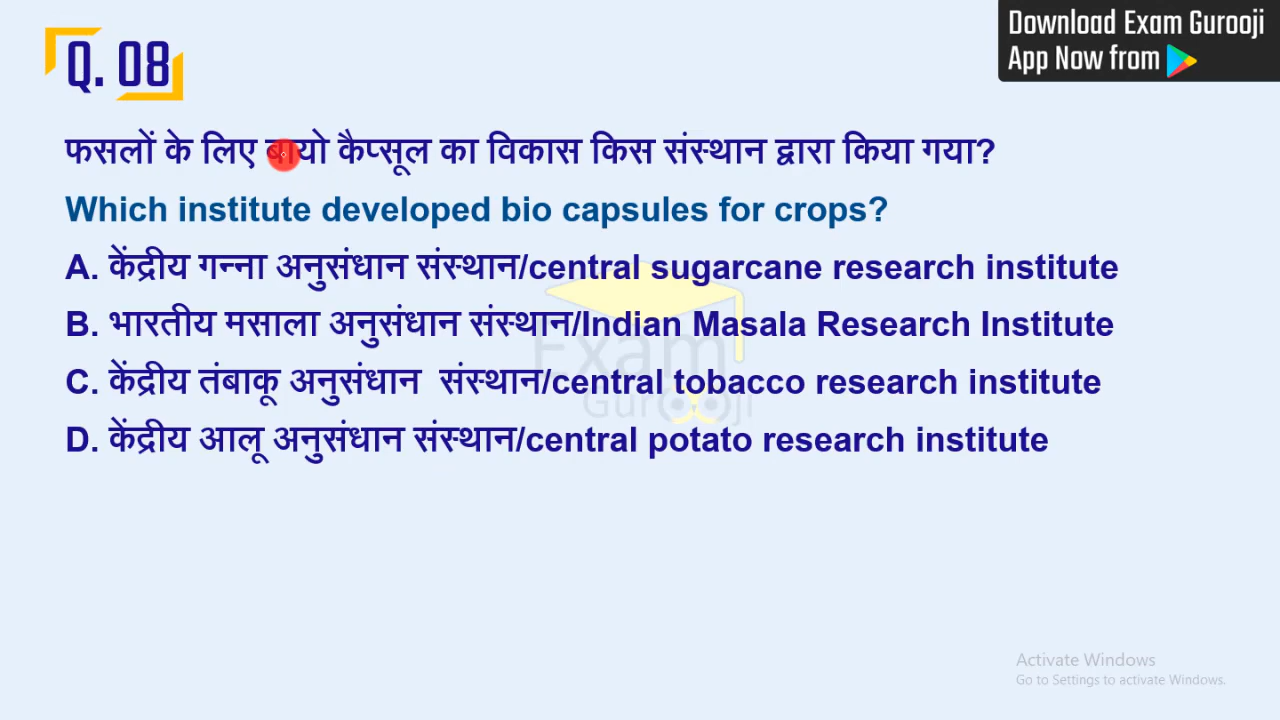 Download Exam Gurooji
App Now from
Q. 08
फसलों के लिए बायो कैप्सूल का विकास किस संस्थान द्वारा किया गया?
Which institute developed bio capsules for crops?
A. केंद्रीय गन्ना अनुसंधान संस्थान/central sugarcane research institute
B. भारतीय मसाला अनुसंधान संस्थान/Indian Masala Research Institute
C. केंद्रीय तंबाकू अनुसंधान संस्थान/central tobacco research institute
D. केंद्रीय आलू अनुसंधान संस्थान/central potato research institute
Exam
Gurooji
Activate Windows
Go to Settings to activate Windows.